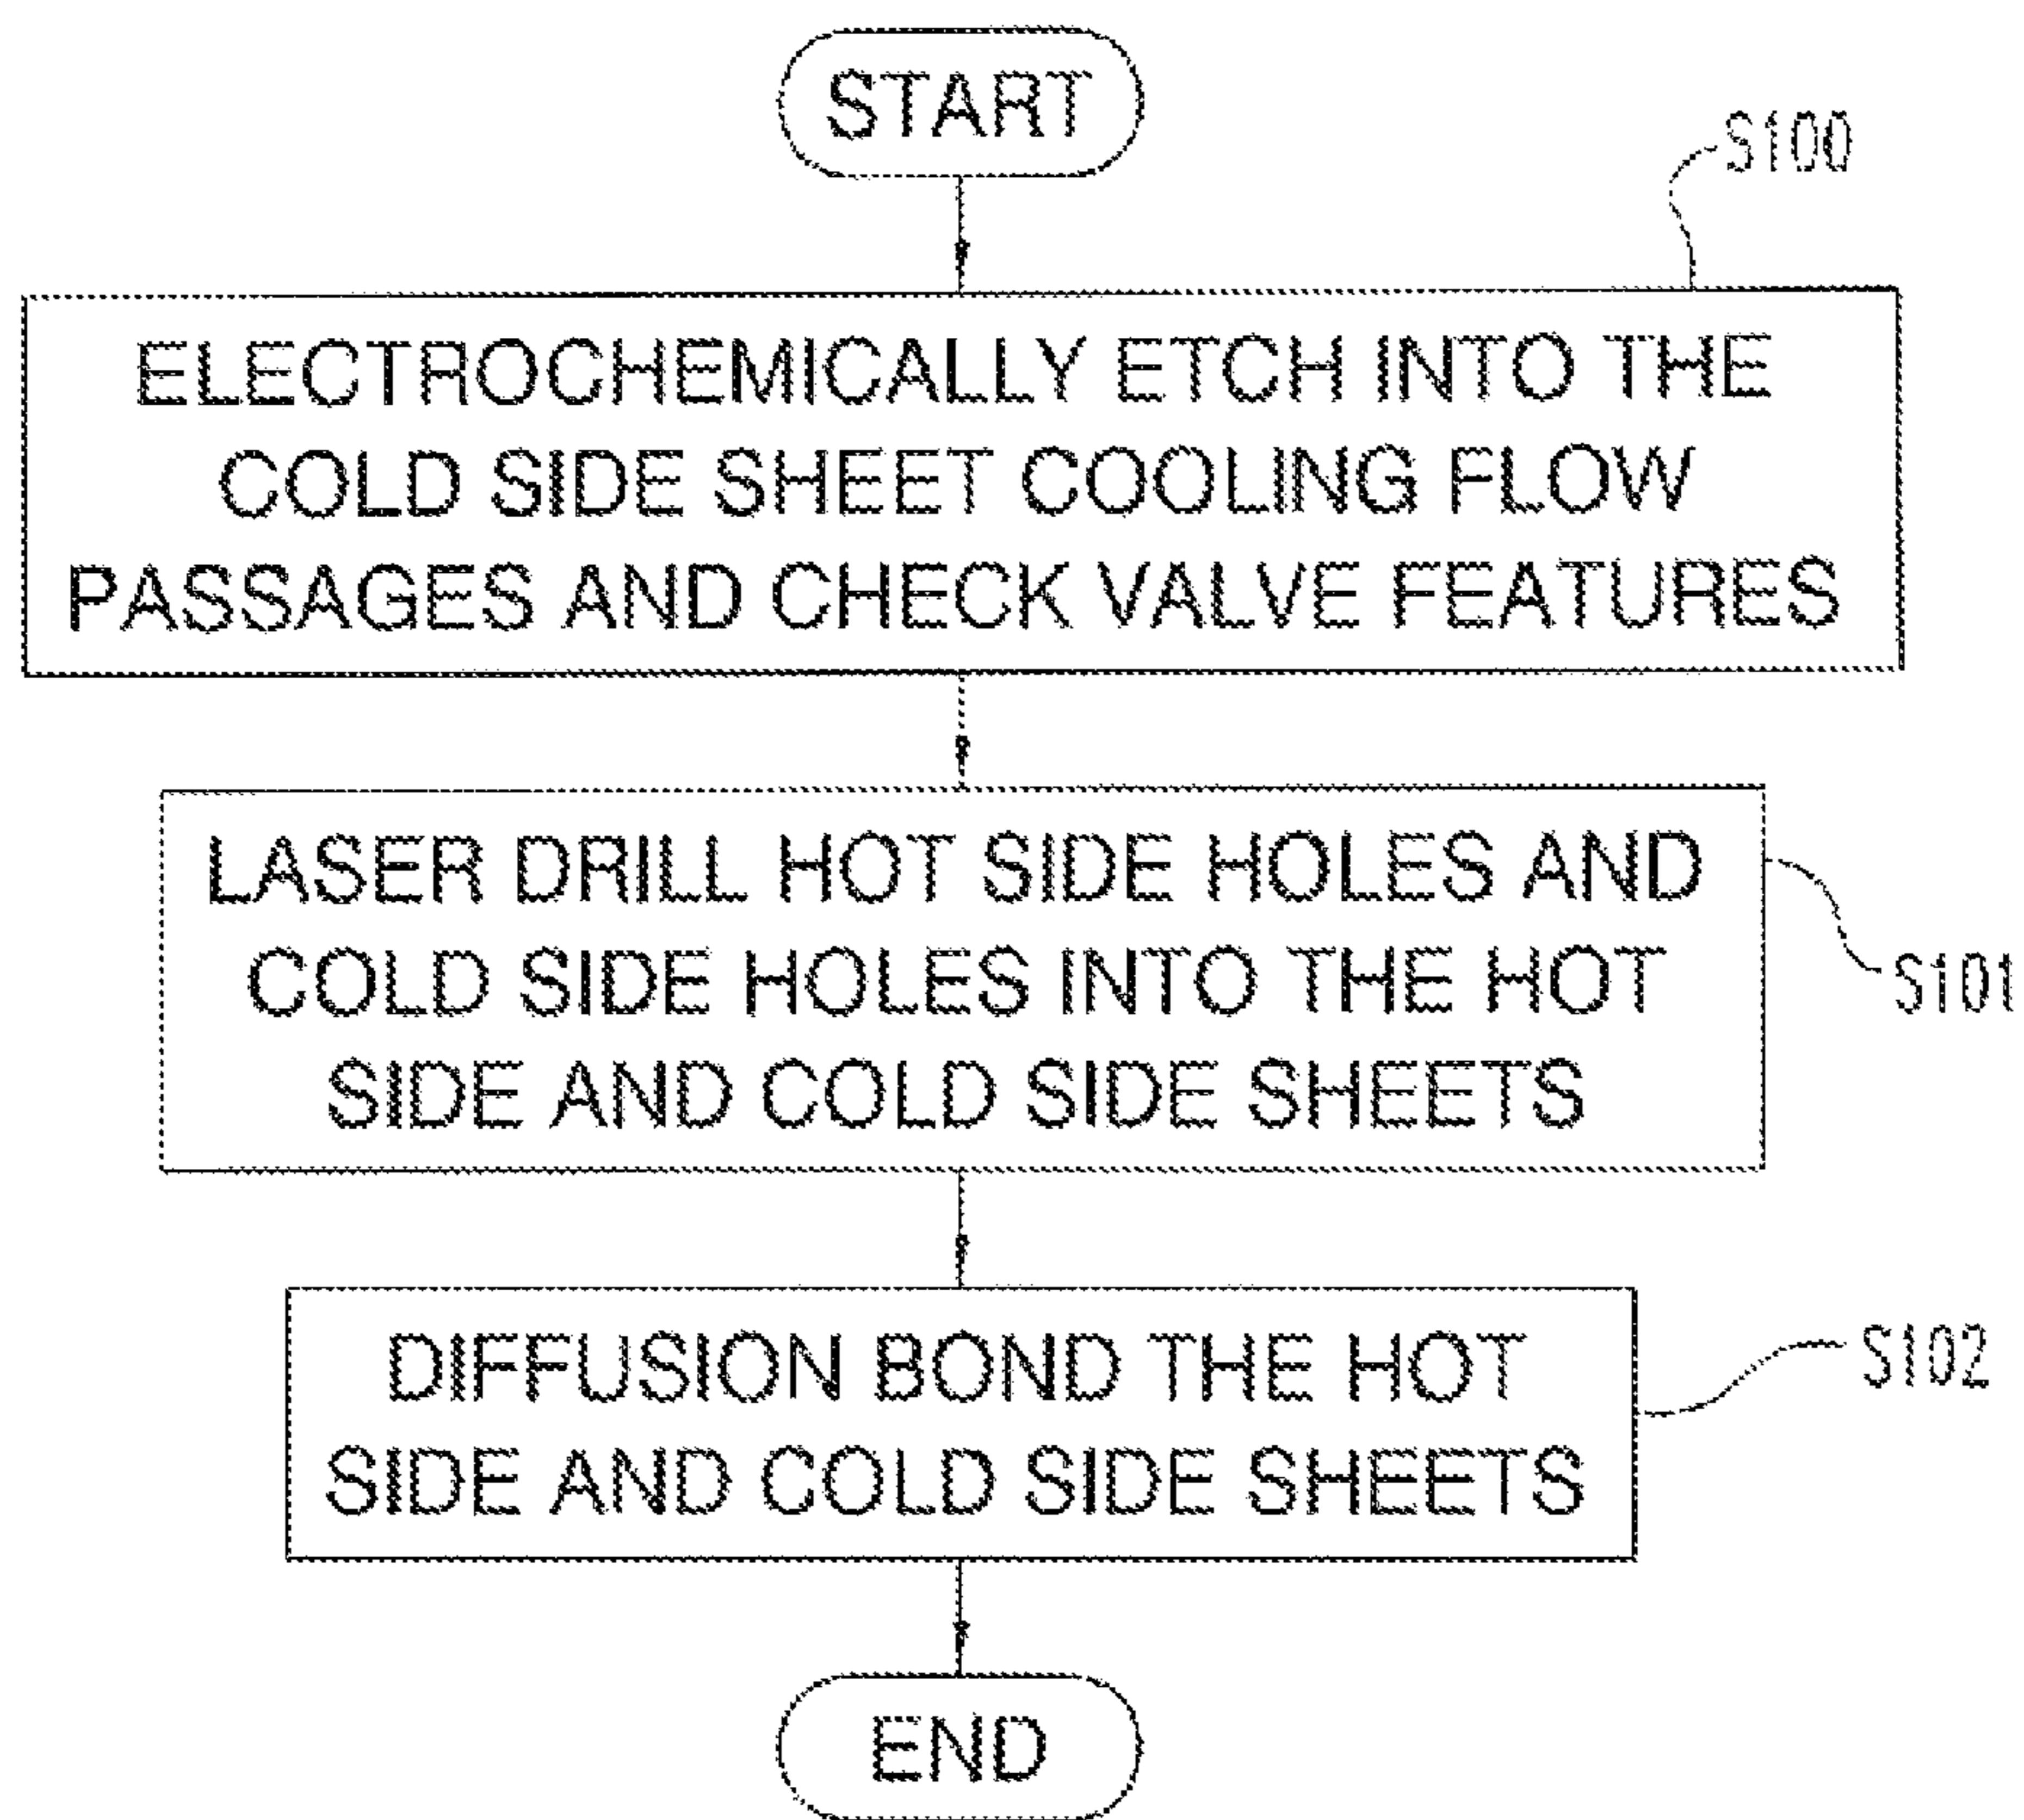 START
S100
ELECTROCHEMICALLY ETCH INTO THE
COLD SIDE SHEET COOLING FLOW
PASSAGES AND CHECK VALVE FEATURES
LASER DRILL HOT SIDE HOLES AND
COLD SIDE HOLES INTO THE HOT
SIDE AND COLD SIDE SHEETS
S101
DIFFUSION BOND THE HOT
SIDE AND COLD SIDE SHEETS
S102
END